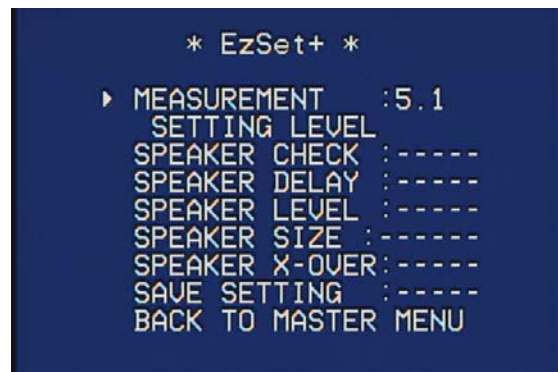 * EzSet+ *
MEASUREMENT :5.1
SETTING LEVEL
SPEAKER CHECK :-----
SPEAKER DELAY :-----
SPEAKER LEVEL :-----
SPEAKER SIZE :------
SPEAKER X-OVER:-----
SAVE SETTING :-----
BACK TO MASTER MENU